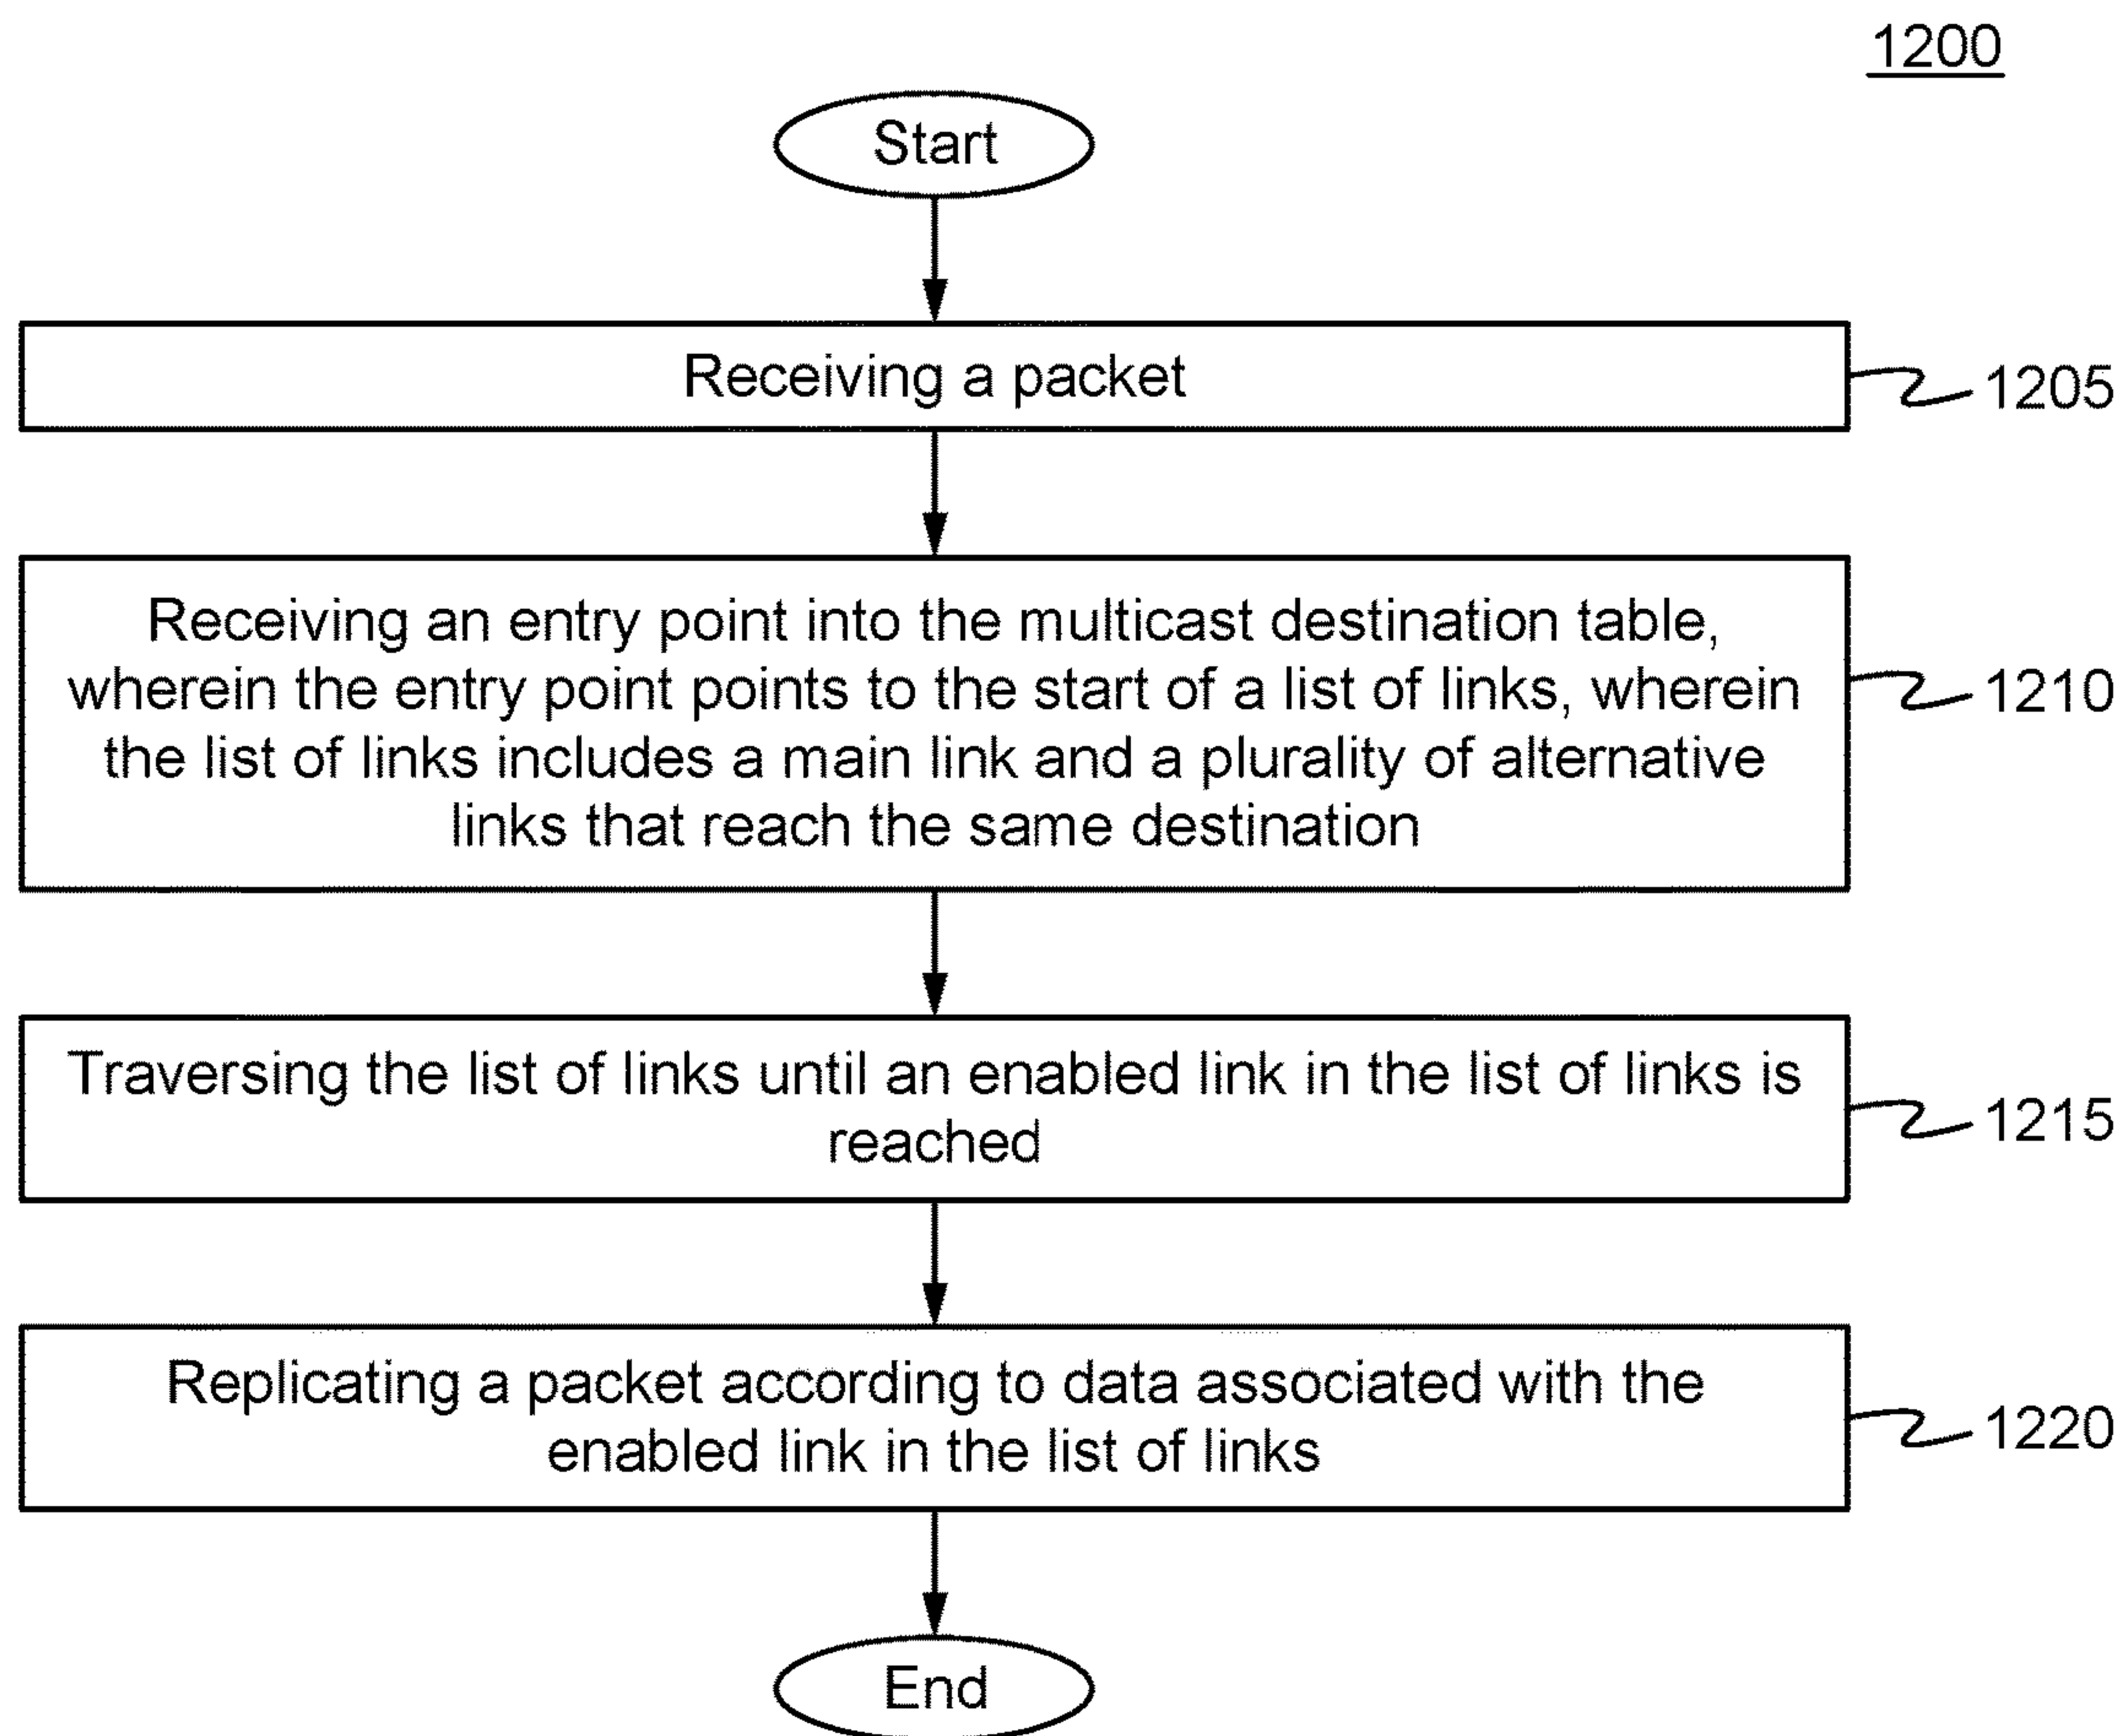 1200
Start
Receiving a packet
1205
Receiving an entry point into the multicast destination table,
wherein the entry point points to the start of a list of links, wherein
the list of links includes a main link and a plurality of alternative
links that reach the same destination
1210
Traversing the list of links until an enabled link in the list of links is
reached
1215
Replicating a packet according to data associated with the
enabled link in the list of links
1220
End